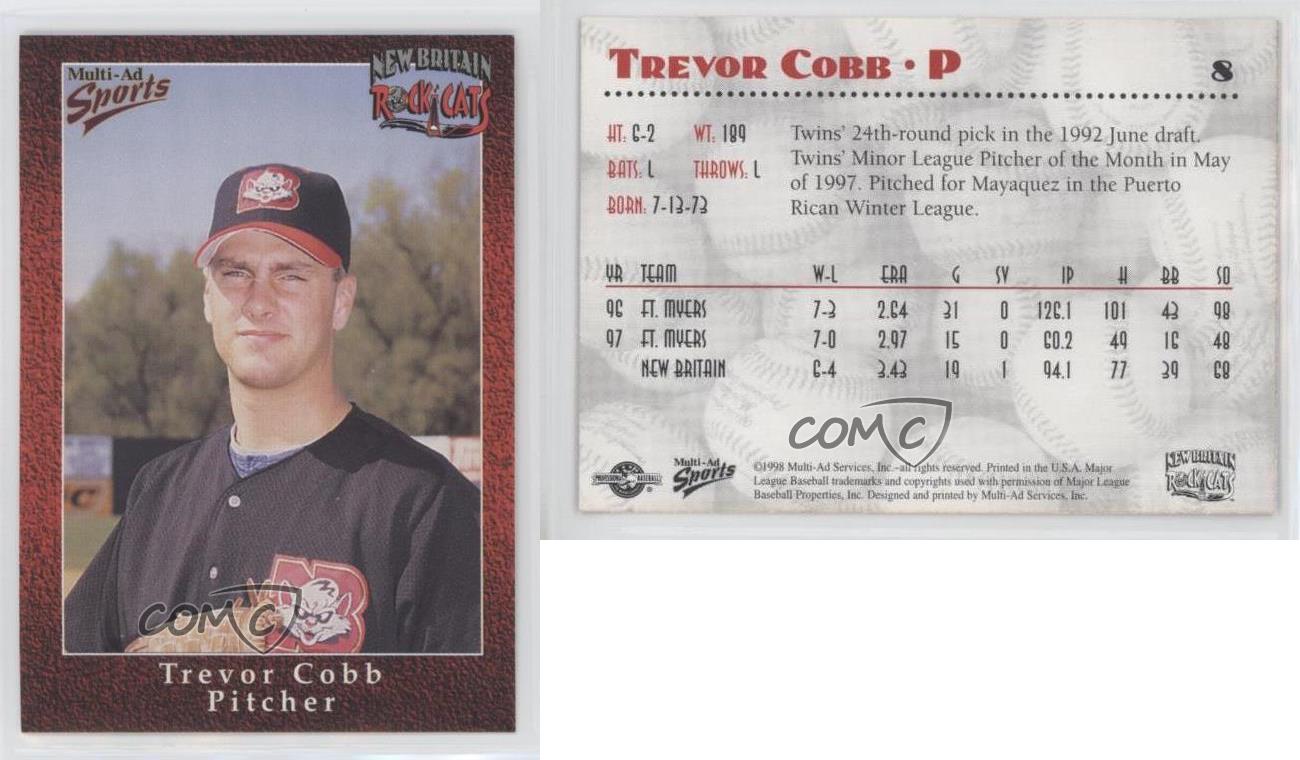 Multi-Ad
Sports
NEW BRITAIN
ROCK CATS
B
C
NB
COMC
Trevor Cobb
Pitcher
TREVOR COBB • P
8
HT: 6-2 WT: 189
BATS: L THROWS: L
BORN: 7-13-73
Twins' 24th-round pick in the 1992 June draft.
Twins' Minor League Pitcher of the Month in May
of 1997. Pitched for Mayaquez in the Puerto
Rican Winter League.
YR TEAM W-L ERA G SV IP H BB SO
96 FT. MYERS 7-3 2.64 31 0 126.1 101 43 98
97 FT. MYERS 7-0 2.97 15 0 60.2 49 16 48
NEW BRITAIN 6-4 3.43 19 1 94.1 77 39 68
COMC
PROFESSIONAL BASEBALL
Multi-Ad
Sports
©1998 Multi-Ad Services, Inc.-all rights reserved. Printed in the U.S.A. Major
League Baseball trademarks and copyrights used with permission of Major League
Baseball Properties, Inc. Designed and printed by Multi-Ad Services, Inc.
NEW BRITAIN
ROCK CATS